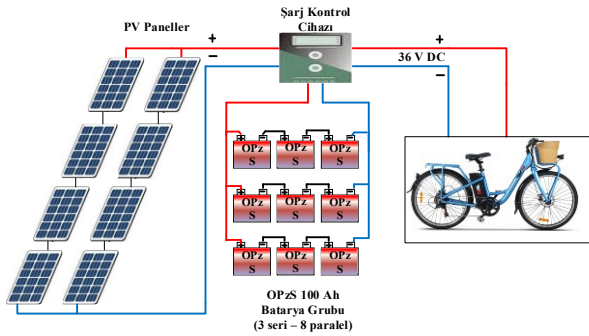 Şarj Kontrol
Cihazı
PV Paneller
+
−
+
36 V DC
−
OPz
S
OPz
S
OPz
S
OPz
S
OPz
S
OPz
S
OPz
S
OPz
S
OPz
S
OPzS 100 Ah
Batarya Grubu
(3 seri – 8 paralel)